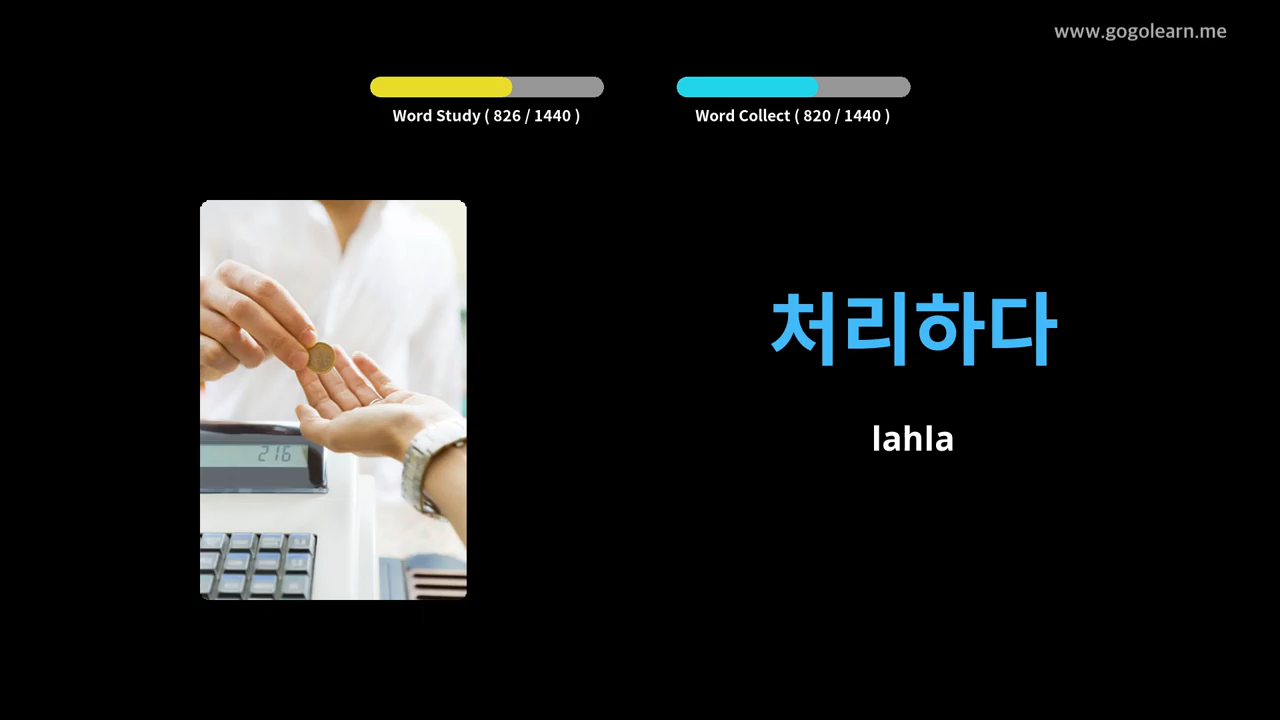 www.gogolearn.me
Word Study ( 826 / 1440 )
Word Collect ( 820 / 1440 )
처리하다
lahla
216